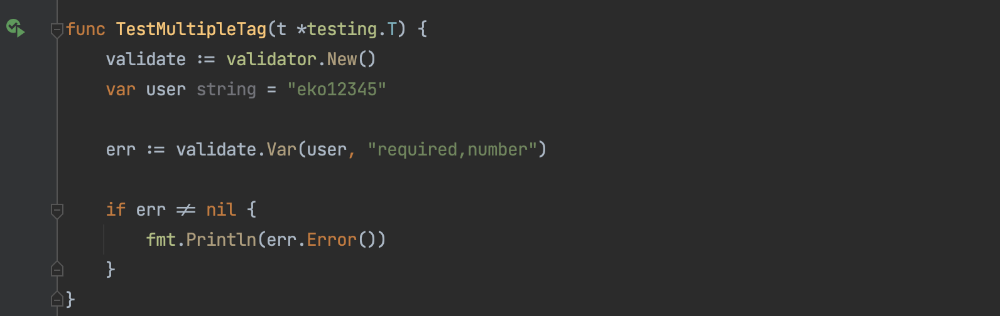 func TestMultipleTag(t *testing.T) {
    validate := validator.New()
    var user string = "eko12345"

    err := validate.Var(user, "required,number")

    if err != nil {
        fmt.Println(err.Error())
    }
}